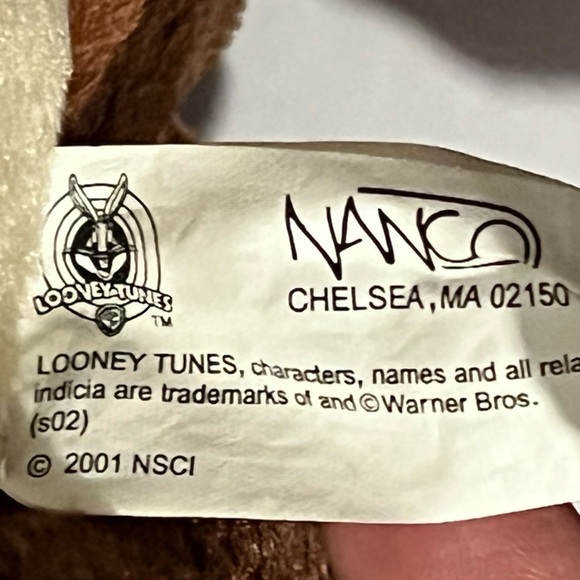 LOONEY TUNES
TM
NANCO
CHELSEA, MA 02150
LOONEY TUNES, characters, names and all rela
indicia are trademarks of and © Warner Bros.
(s02)
© 2001 NSCI